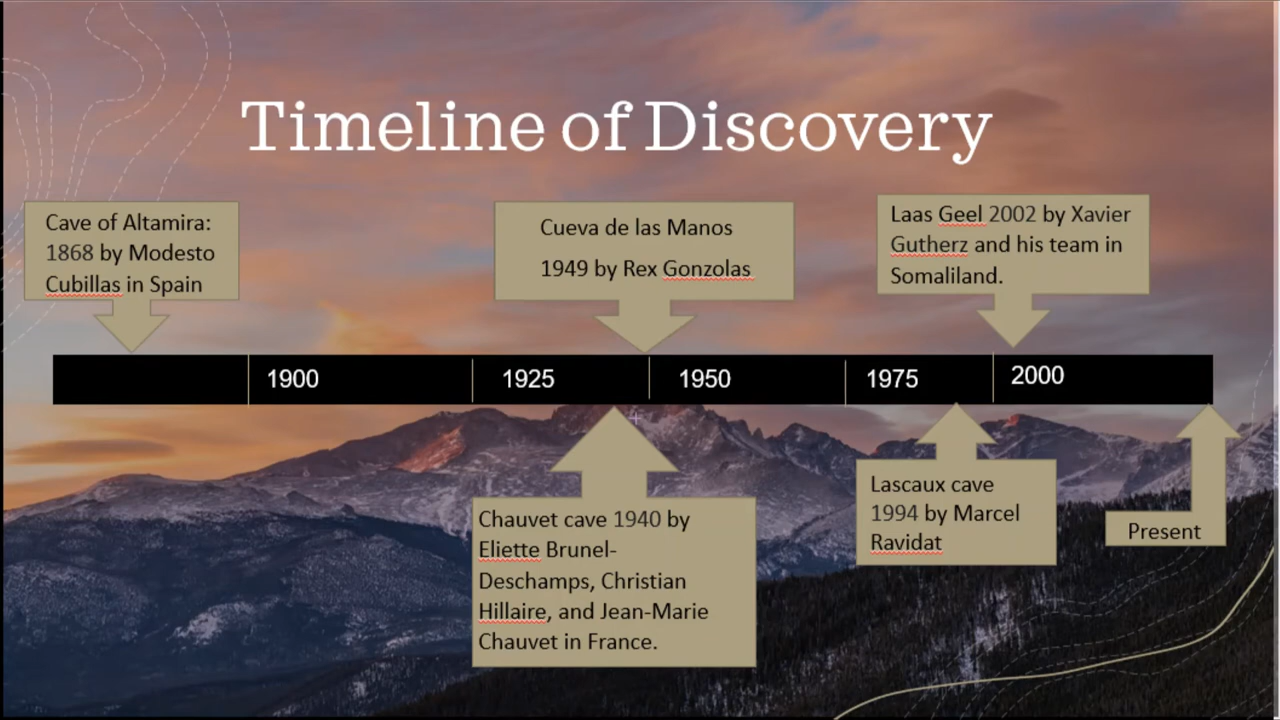 Timeline of Discovery
Cave of Altamira:
1868 by Modesto
Cubillas in Spain
Cueva de las Manos
1949 by Rex Gonzolas
Laas Geel 2002 by Xavier
Gutherz and his team in
Somaliland.
1900
1925
1950
1975
2000
Chauvet cave 1940 by
Eliette Brunel-
Deschamps, Christian
Hillaire, and Jean-Marie
Chauvet in France.
Lascaux cave
1994 by Marcel
Ravidat
Present